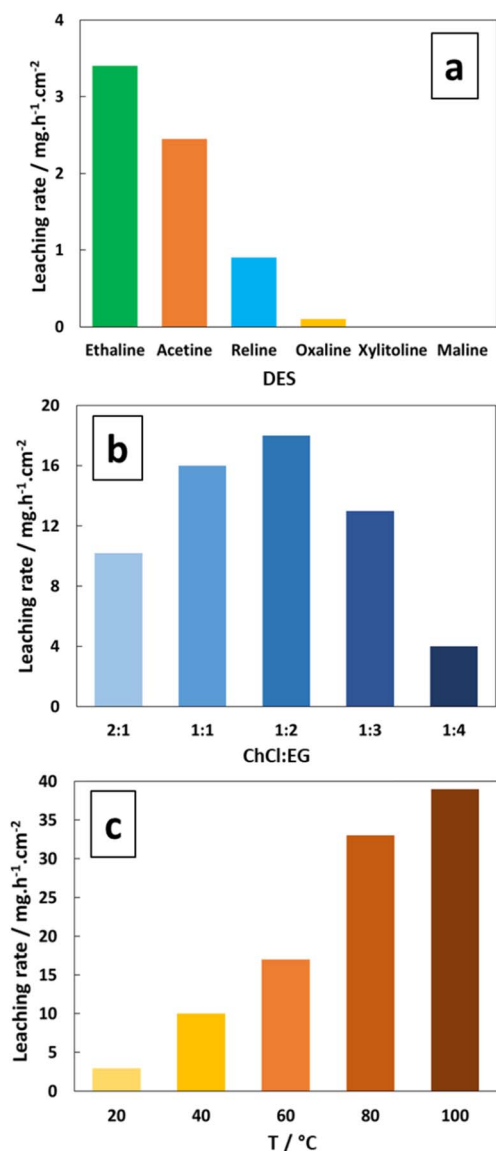 a
Leaching rate / mg.h⁻¹.cm⁻²
4
3
2
1
0
Ethaline Acetine Reline Oxaline Xylitoline Maline
DES
b
Leaching rate / mg.h⁻¹.cm⁻²
20
16
12
8
4
0
2:1 1:1 1:2 1:3 1:4
ChCl:EG
c
Leaching rate / mg.h⁻¹.cm⁻²
40
35
30
25
20
15
10
5
0
20 40 60 80 100
T / °C